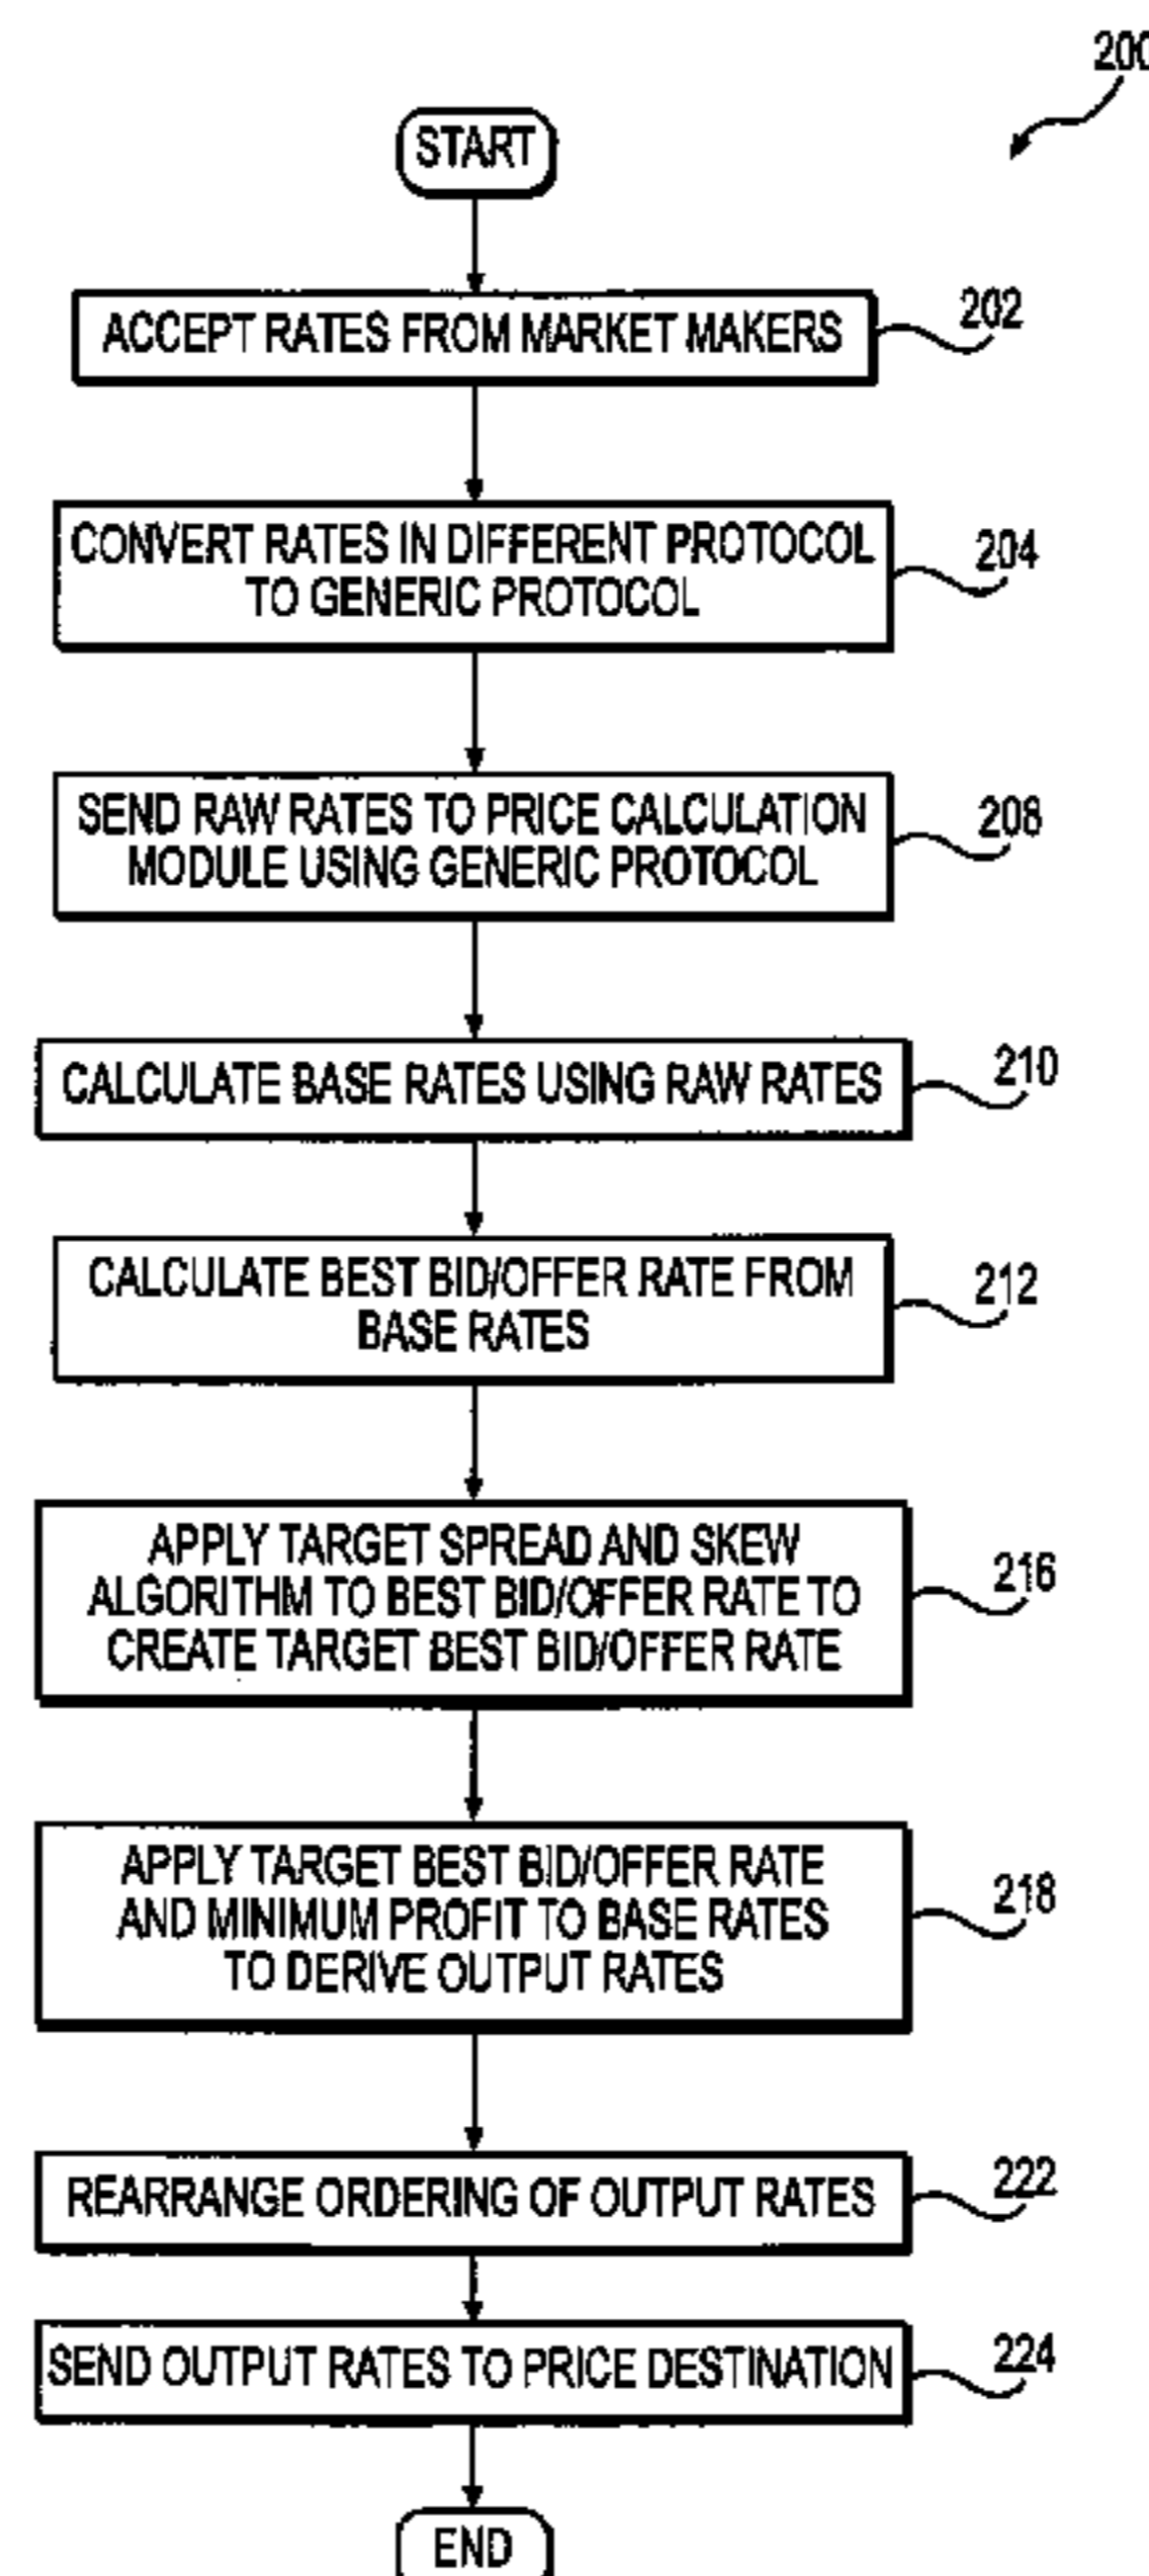 200
START
ACCEPT RATES FROM MARKET MAKERS
202
CONVERT RATES IN DIFFERENT PROTOCOL
TO GENERIC PROTOCOL
204
SEND RAW RATES TO PRICE CALCULATION
MODULE USING GENERIC PROTOCOL
208
CALCULATE BASE RATES USING RAW RATES
210
CALCULATE BEST BID/OFFER RATE FROM
BASE RATES
212
APPLY TARGET SPREAD AND SKEW
ALGORITHM TO BEST BID/OFFER RATE TO
CREATE TARGET BEST BID/OFFER RATE
216
APPLY TARGET BEST BID/OFFER RATE
AND MINIMUM PROFIT TO BASE RATES
TO DERIVE OUTPUT RATES
218
REARRANGE ORDERING OF OUTPUT RATES
222
SEND OUTPUT RATES TO PRICE DESTINATION
224
END